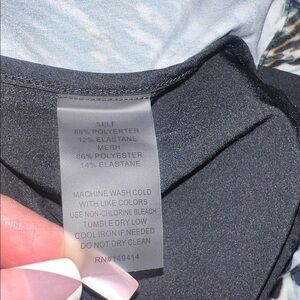 SELF
88% POLYERTER
12% ELASTANE
MESH
86% POLYESTER
14% ELASTANE
MACHINE WASH COLD
WITH LIKE COLORS
USE NON-CHLORINE BLEACH
TUMBLE DRY LOW
COOL IRON IF NEEDED
DO NOT DRY CLEAN
RN#149414